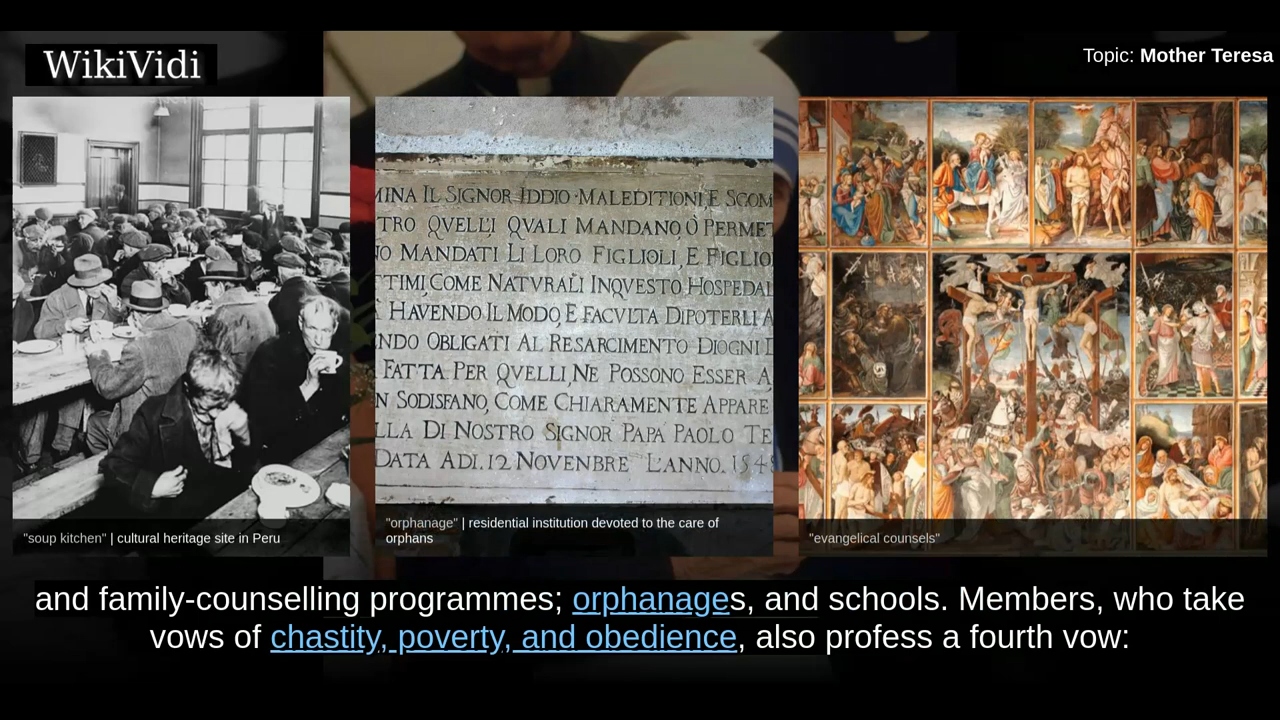 WikiVidi
Topic: Mother Teresa
MINA IL SIGNOR IDDIO·MALEDITIONI, E SCOM
TRO QVELLI QVALI MANDANO, Ò PERMET
NO MANDATI LI LORO FIGLIOLI, E FIGLIO
TTIMI, COME NATVRALI INQVESTO HOSPEDAL
HAVENDO IL MODO, E FACVLTA DIPOTERLI A
NDO OBLIGATI AL RESARCIMENTO DIOGNI
FATTA PER QVELLI, NE POSSONO ESSER A
N SODISFANO, COME CHIARAMENTE APPARE
LLA DI NOSTRO SIGNOR PAPA PAOLO TE
DATA ADI. 12 NOVENBRE L'ANNO. 1548
"soup kitchen" | cultural heritage site in Peru
"orphanage" | residential institution devoted to the care of
orphans
"evangelical counsels"
and family-counselling programmes; orphanages, and schools. Members, who take
vows of chastity, poverty, and obedience, also profess a fourth vow: